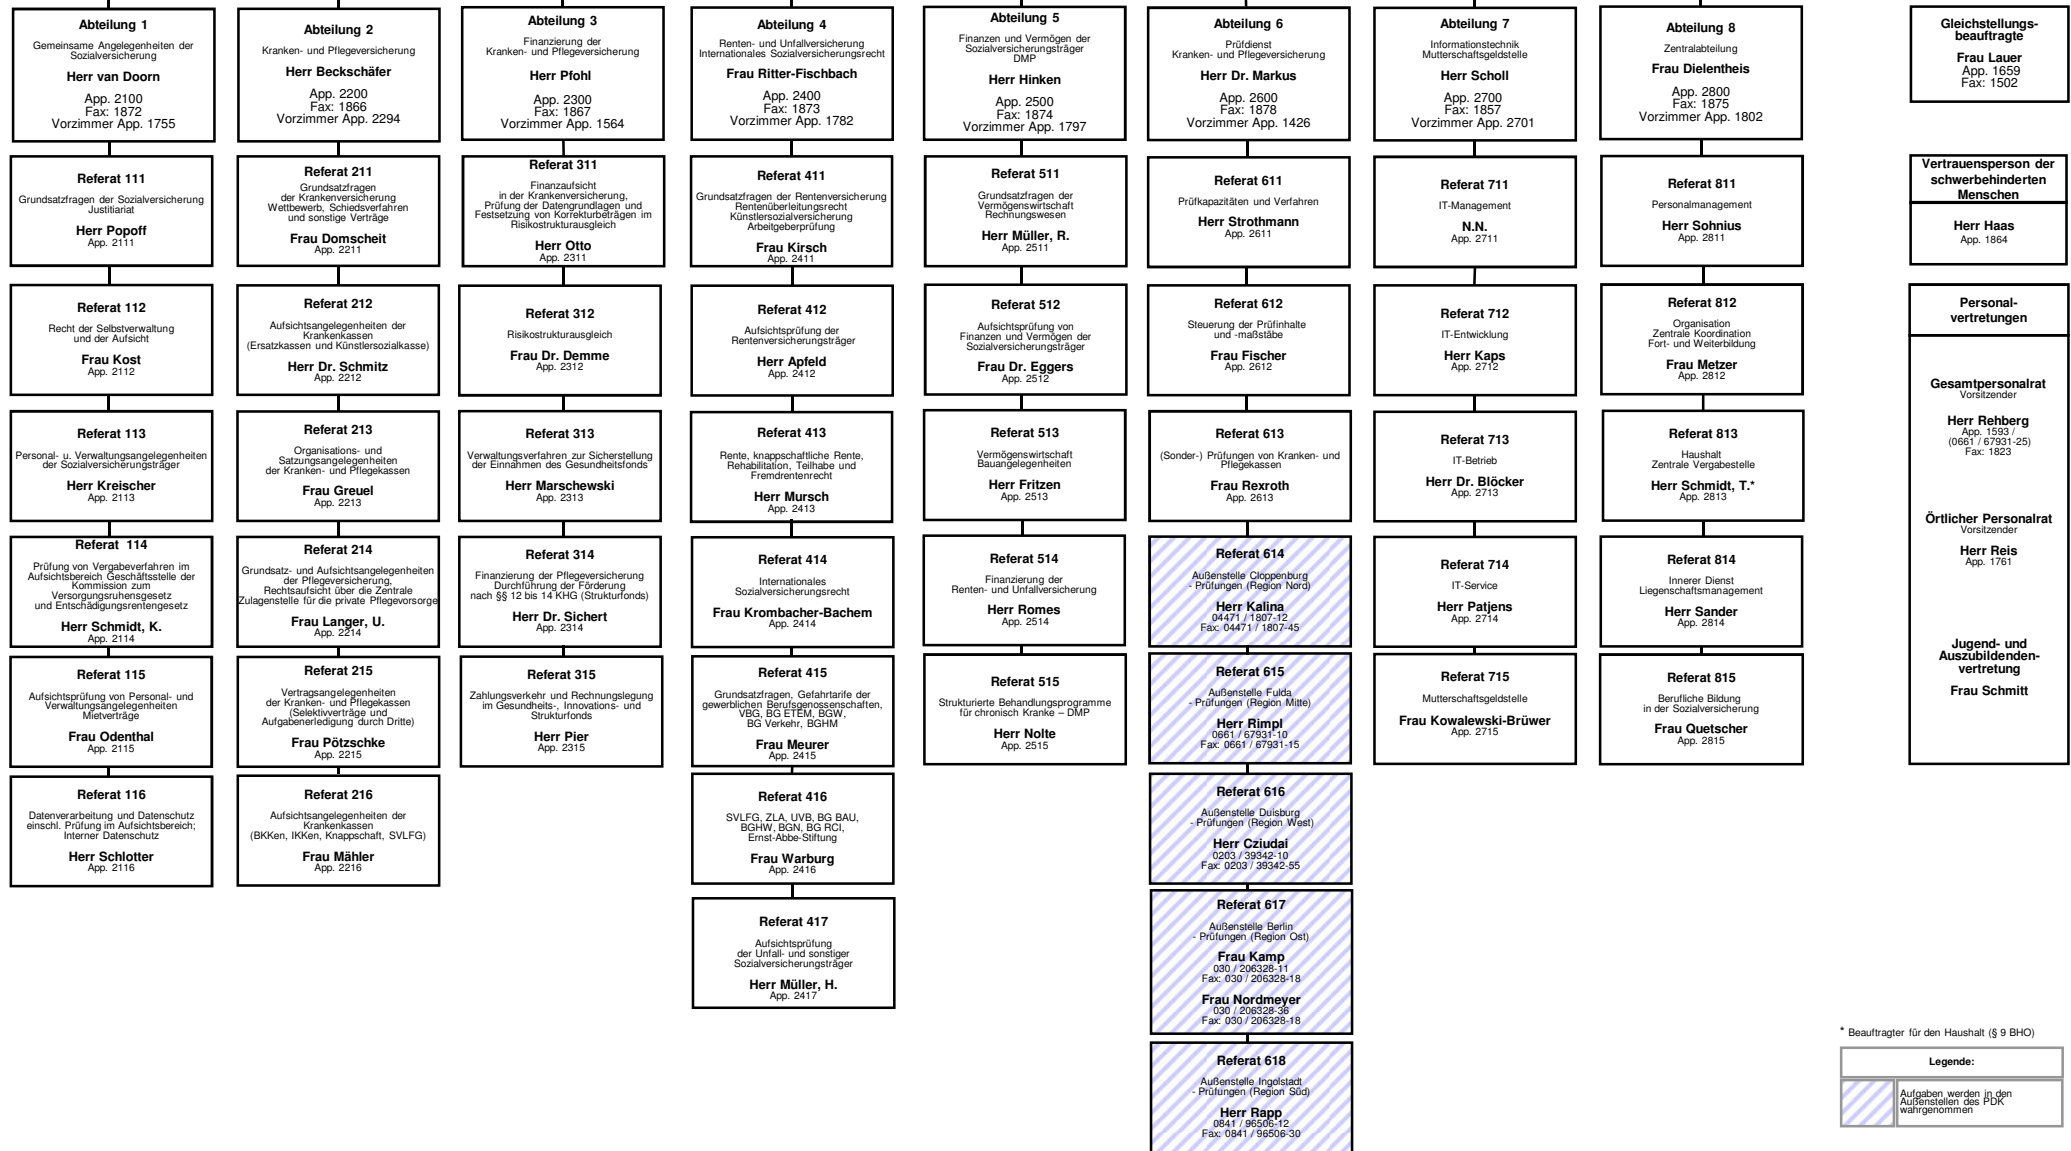 Abteilung 1
Gemeinsame Angelegenheiten der
Sozialversicherung
Herr van Doorn
App. 2100
Fax: 1872
Vorzimmer App. 1755
Referat 111
Grundsatzfragen der Sozialversicherung
Justitiariat
Herr Popoff
App. 2111
Referat 112
Recht der Selbstverwaltung
und der Aufsicht
Frau Kost
App. 2112
Referat 113
Personal- u. Verwaltungsangelegenheiten
der Sozialversicherungsträger
Herr Kreischer
App. 2113
Referat 114
Prüfung von Vergabeverfahren im
Aufsichtsbereich Geschäftsstelle der
Kommission zum
Versorgungsruhensgesetz
und Entschädigungsrentengesetz
Herr Schmidt, K.
App. 2114
Referat 115
Aufsichtsprüfung von Personal- und
Verwaltungsangelegenheiten
Mietverträge
Frau Odenthal
App. 2115
Referat 116
Datenverarbeitung und Datenschutz
einschl. Prüfung im Aufsichtsbereich;
Interner Datenschutz
Herr Schlotter
App. 2116
Abteilung 2
Kranken- und Pflegeversicherung
Herr Beckschäfer
App. 2200
Fax: 1866
Vorzimmer App. 2294
Referat 211
Grundsatzfragen
der Krankenversicherung
Wettbewerb, Schiedsverfahren
und sonstige Verträge
Frau Domscheit
App. 2211
Referat 212
Aufsichtsangelegenheiten der
Krankenkassen
(Ersatzkassen und Künstlersozialkasse)
Herr Dr. Schmitz
App. 2212
Referat 213
Organisations- und
Satzungsangelegenheiten
der Kranken- und Pflegekassen
Frau Greuel
App. 2213
Referat 214
Grundsatz- und Aufsichtsangelegenheiten
der Pflegeversicherung,
Rechtsaufsicht über die Zentrale
Zulagenstelle für die private Pflegevorsorge
Frau Langer, U.
App. 2214
Referat 215
Vertragsangelegenheiten
der Kranken- und Pflegekassen
(Selektivverträge und
Aufgabenerledigung durch Dritte)
Frau Pötzschke
App. 2215
Referat 216
Aufsichtsangelegenheiten der
Krankenkassen
(BKKen, IKKen, Knappschaft, SVLFG)
Frau Mähler
App. 2216
Abteilung 3
Finanzierung der
Kranken- und Pflegeversicherung
Herr Pfohl
App. 2300
Fax: 1867
Vorzimmer App. 1564
Referat 311
Finanzaufsicht
in der Krankenversicherung,
Prüfung der Datengrundlagen und
Festsetzung von Korrekturbeträgen im
Risikostrukturausgleich
Herr Otto
App. 2311
Referat 312
Risikostrukturausgleich
Frau Dr. Demme
App. 2312
Referat 313
Verwaltungsverfahren zur Sicherstellung
der Einnahmen des Gesundheitsfonds
Herr Marschewski
App. 2313
Referat 314
Finanzierung der Pflegeversicherung
Durchführung der Förderung
nach §§ 12 bis 14 KHG (Strukturfonds)
Herr Dr. Sichert
App. 2314
Referat 315
Zahlungsverkehr und Rechnungslegung
im Gesundheits-, Innovations- und
Strukturfonds
Herr Pier
App. 2315
Abteilung 4
Renten- und Unfallversicherung
Internationales Sozialversicherungsrecht
Frau Ritter-Fischbach
App. 2400
Fax: 1873
Vorzimmer App. 1782
Referat 411
Grundsatzfragen der Rentenversicherung
Rentenüberleitungsrecht
Künstlersozialversicherung
Arbeitgeberprüfung
Frau Kirsch
App. 2411
Referat 412
Aufsichtsprüfung der
Rentenversicherungsträger
Herr Apfeld
App. 2412
Referat 413
Rente, knappschaftliche Rente,
Rehabilitation, Teilhabe und
Fremdrentenrecht
Herr Mursch
App. 2413
Referat 414
Internationales
Sozialversicherungsrecht
Frau Krombacher-Bachem
App. 2414
Referat 415
Grundsatzfragen, Gefahrtarife der
gewerblichen Berufsgenossenschaften,
VBG, BG ETEM, BGW,
BG Verkehr, BGHM
Frau Meurer
App. 2415
Referat 416
SVLFG, ZLA, UVB, BG BAU,
BGHW, BGN, BG RCI,
Ernst-Abbe-Stiftung
Frau Warburg
App. 2416
Referat 417
Aufsichtsprüfung
der Unfall- und sonstiger
Sozialversicherungsträger
Herr Müller, H.
App. 2417
Abteilung 5
Finanzen und Vermögen der
Sozialversicherungsträger
DMP
Herr Hinken
App. 2500
Fax: 1874
Vorzimmer App. 1797
Referat 511
Grundsatzfragen der
Vermögenswirtschaft
Rechnungswesen
Herr Müller, R.
App. 2511
Referat 512
Aufsichtsprüfung von
Finanzen und Vermögen der
Sozialversicherungsträger
Frau Dr. Eggers
App. 2512
Referat 513
Vermögenswirtschaft
Bauangelegenheiten
Herr Fritzen
App. 2513
Referat 514
Finanzierung der
Renten- und Unfallversicherung
Herr Romes
App. 2514
Referat 515
Strukturierte Behandlungsprogramme
für chronisch Kranke – DMP
Herr Nolte
App. 2515
Abteilung 6
Prüfdienst
Kranken- und Pflegeversicherung
Herr Dr. Markus
App. 2600
Fax: 1878
Vorzimmer App. 1426
Referat 611
Prüfkapazitäten und Verfahren
Herr Strothmann
App. 2611
Referat 612
Steuerung der Prüfinhalte
und -maßstäbe
Frau Fischer
App. 2612
Referat 613
(Sonder-) Prüfungen von Kranken- und
Pflegekassen
Frau Rexroth
App. 2613
Referat 614
Außenstelle Cloppenburg
- Prüfungen (Region Nord)
Herr Kalina
04471 / 1807-12
Fax: 04471 / 1807-45
Referat 615
Außenstelle Fulda
- Prüfungen (Region Mitte)
Herr Rimpl
0661 / 67931-10
Fax: 0661 / 67931-15
Referat 616
Außenstelle Duisburg
- Prüfungen (Region West)
Herr Cziudai
0203 / 39342-10
Fax: 0203 / 39342-55
Referat 617
Außenstelle Berlin
- Prüfungen (Region Ost)
Frau Kamp
030 / 206328-11
Fax: 030 / 206328-18
Frau Nordmeyer
030 / 206328-36
Fax: 030 / 206328-18
Referat 618
Außenstelle Ingolstadt
- Prüfungen (Region Süd)
Herr Rapp
0841 / 96506-12
Fax: 0841 / 96506-30
Abteilung 7
Informationstechnik
Mutterschaftsgeldstelle
Herr Scholl
App. 2700
Fax: 1857
Vorzimmer App. 2701
Referat 711
IT-Management
N.N.
App. 2711
Referat 712
IT-Entwicklung
Herr Kaps
App. 2712
Referat 713
IT-Betrieb
Herr Dr. Blöcker
App. 2713
Referat 714
IT-Service
Herr Patjens
App. 2714
Referat 715
Mutterschaftsgeldstelle
Frau Kowalewski-Brüwer
App. 2715
Abteilung 8
Zentralabteilung
Frau Dielentheis
App. 2800
Fax: 1875
Vorzimmer App. 1802
Referat 811
Personalmanagement
Herr Sohnius
App. 2811
Referat 812
Organisation
Zentrale Koordination
Fort- und Weiterbildung
Frau Metzer
App. 2812
Referat 813
Haushalt
Zentrale Vergabestelle
Herr Schmidt, T.*
App. 2813
Referat 814
Innerer Dienst
Liegenschaftsmanagement
Herr Sander
App. 2814
Referat 815
Berufliche Bildung
in der Sozialversicherung
Frau Quetscher
App. 2815
Gleichstellungs-
beauftragte
Frau Lauer
App. 1659
Fax: 1502
Vertrauensperson der
schwerbehinderten
Menschen
Herr Haas
App. 1864
Personal-
vertretungen
Gesamtpersonalrat
Vorsitzender
Herr Rehberg
App. 1593 /
(0661 / 67931-25)
Fax: 1823
Örtlicher Personalrat
Vorsitzender
Herr Reis
App. 1761
Jugend- und
Auszubildenden-
vertretung
Frau Schmitt
* Beauftragter für den Haushalt (§ 9 BHO)
Legende:
Aufgaben werden in den
Außenstellen des PDK
wahrgenommen